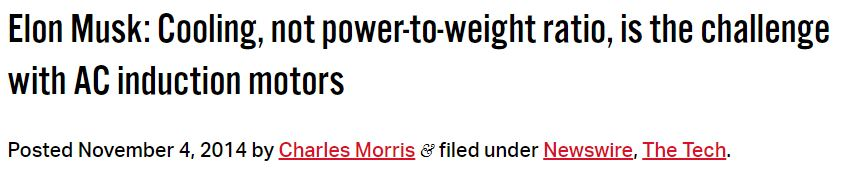 Elon Musk: Cooling, not power-to-weight ratio, is the challenge
with AC induction motors
Posted November 4, 2014 by Charles Morris & filed under Newswire, The Tech.